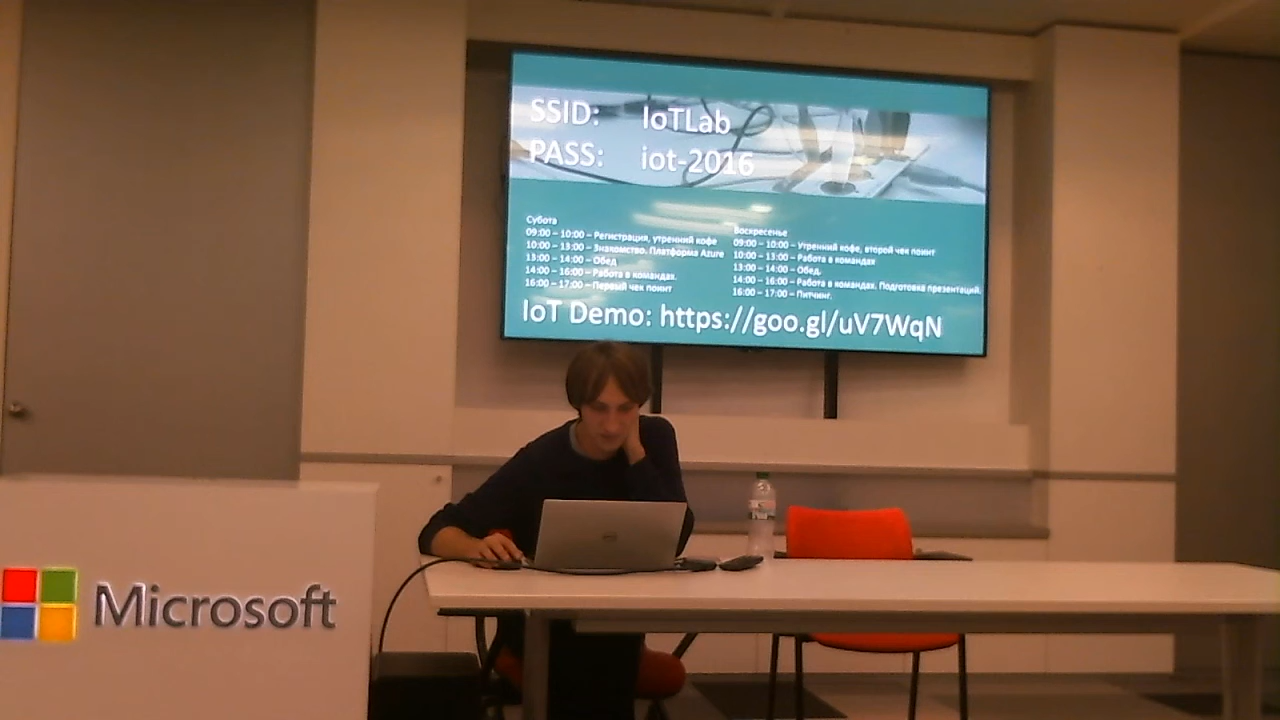 SSID: IoTLab
PASS: iot-2016
Субота
09:00 – 10:00 – Регистрация, утренний кофе
10:00 – 13:00 – Знакомство. Платформа Azure
13:00 – 14:00 – Обед
14:00 – 16:00 – Работа в командах.
16:00 – 17:00 – Первый чек поинт
Воскресенье
09:00 – 10:00 – Утренний кофе, второй чек поинт
10:00 – 13:00 – Работа в командах
13:00 – 14:00 – Обед.
14:00 – 16:00 – Работа в командах. Подготовка презентаций.
16:00 – 17:00 – Питчинг.
IoT Demo: https://goo.gl/uV7WqN
Microsoft